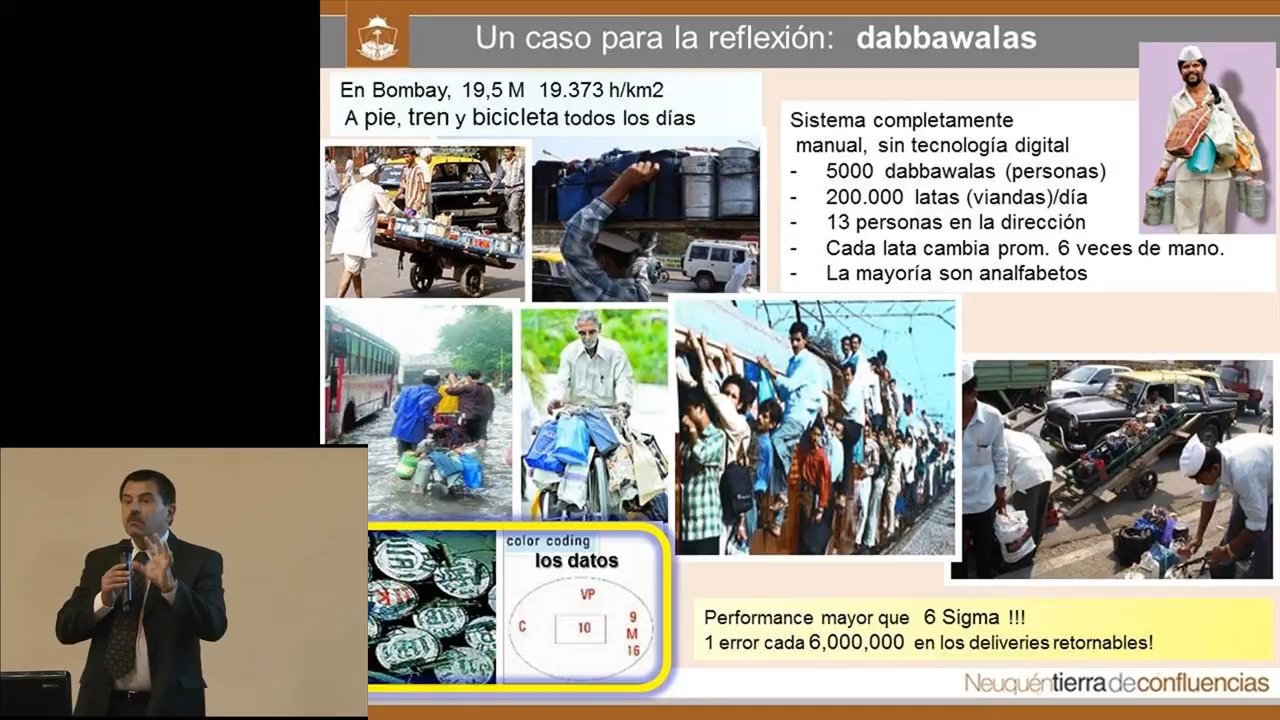 Un caso para la reflexión: dabbawalas
En Bombay, 19,5 M 19.373 h/km2
A pie, tren y bicicleta todos los días
Sistema completamente
manual, sin tecnología digital
- 5000 dabbawalas (personas)
- 200.000 latas (viandas)/día
- 13 personas en la dirección
- Cada lata cambia prom. 6 veces de mano.
- La mayoría son analfabetos
color coding
los datos
VP
C
10
9
M
16
Performance mayor que 6 Sigma !!!
1 error cada 6,000,000 en los deliveries retornables!
Neuquéntierradeconfluencias